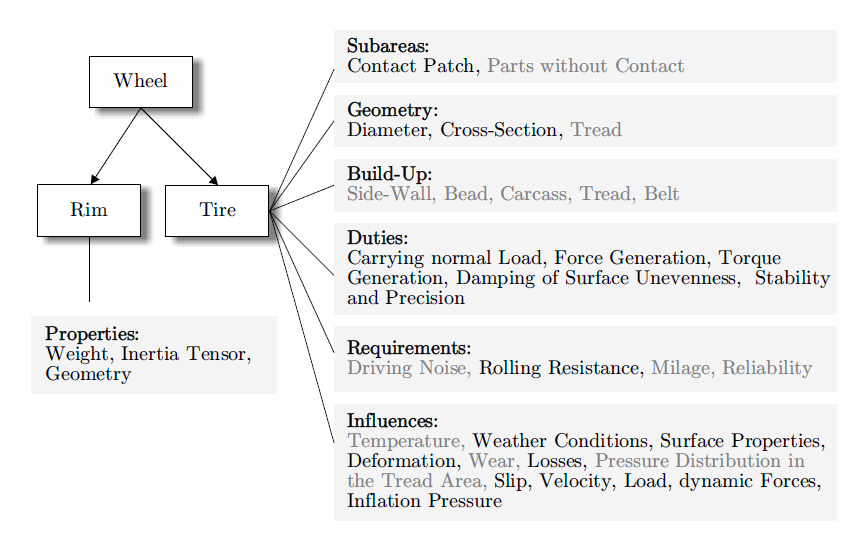 Wheel
Rim
Tire
Properties:
Weight, Inertia Tensor,
Geometry
Subareas:
Contact Patch, Parts without Contact
Geometry:
Diameter, Cross-Section, Tread
Build-Up:
Side-Wall, Bead, Carcass, Tread, Belt
Duties:
Carrying normal Load, Force Generation, Torque
Generation, Damping of Surface Unevenness, Stability
and Precision
Requirements:
Driving Noise, Rolling Resistance, Milage, Reliability
Influences:
Temperature, Weather Conditions, Surface Properties,
Deformation, Wear, Losses, Pressure Distribution in
the Tread Area, Slip, Velocity, Load, dynamic Forces,
Inflation Pressure